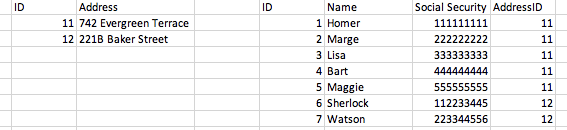 ID Address ID Name Social Security AddressID
11 742 Evergreen Terrace 1 Homer 111111111 11
12 221B Baker Street 2 Marge 222222222 11
3 Lisa 333333333 11
4 Bart 444444444 11
5 Maggie 555555555 11
6 Sherlock 112233445 12
7 Watson 223344556 12